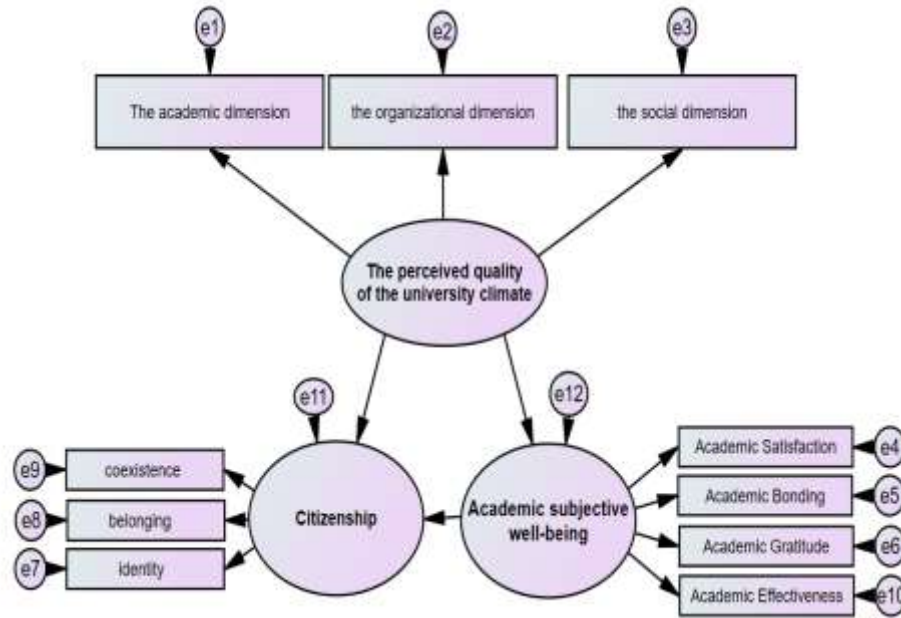 e1
e2
e3
The academic dimension
the organizational dimension
the social dimension
The perceived quality
of the university climate
e11
e12
e9
coexistence
e8
belonging
e7
identity
Citizenship
Academic subjective
well-being
Academic Satisfaction
e4
Academic Bonding
e5
Academic Gratitude
e6
Academic Effectiveness
e10